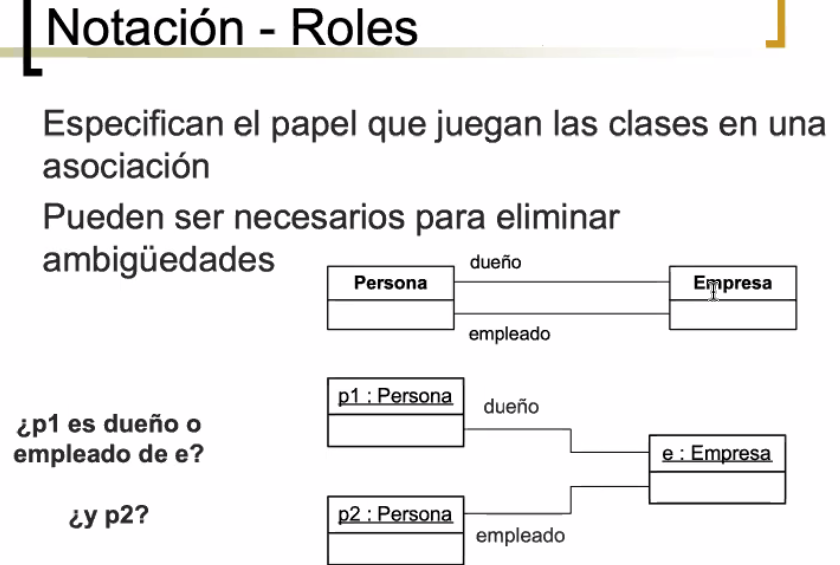 Notación - Roles
Especifican el papel que juegan las clases en una
asociación
Pueden ser necesarios para eliminar
ambigüedades
dueño
Persona
Empresa
empleado
p1 : Persona
dueño
¿p1 es dueño o
empleado de e?
e : Empresa
¿y p2?
p2 : Persona
empleado